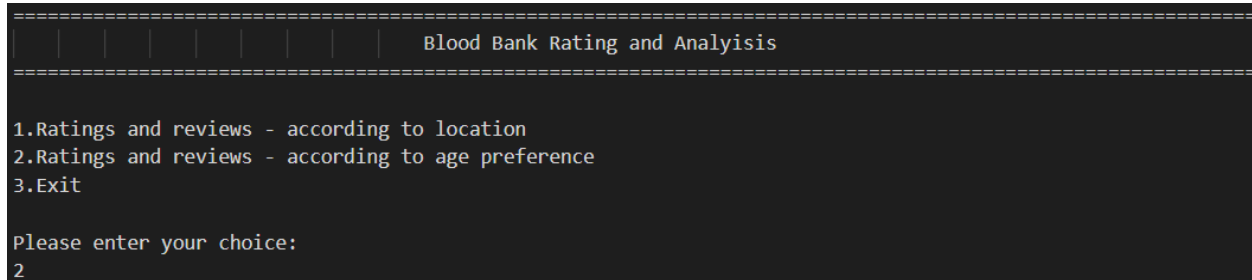 ====================================================================================================
Blood Bank Rating and Analyisis
====================================================================================================
1.Ratings and reviews - according to location
2.Ratings and reviews - according to age preference
3.Exit
Please enter your choice:
2